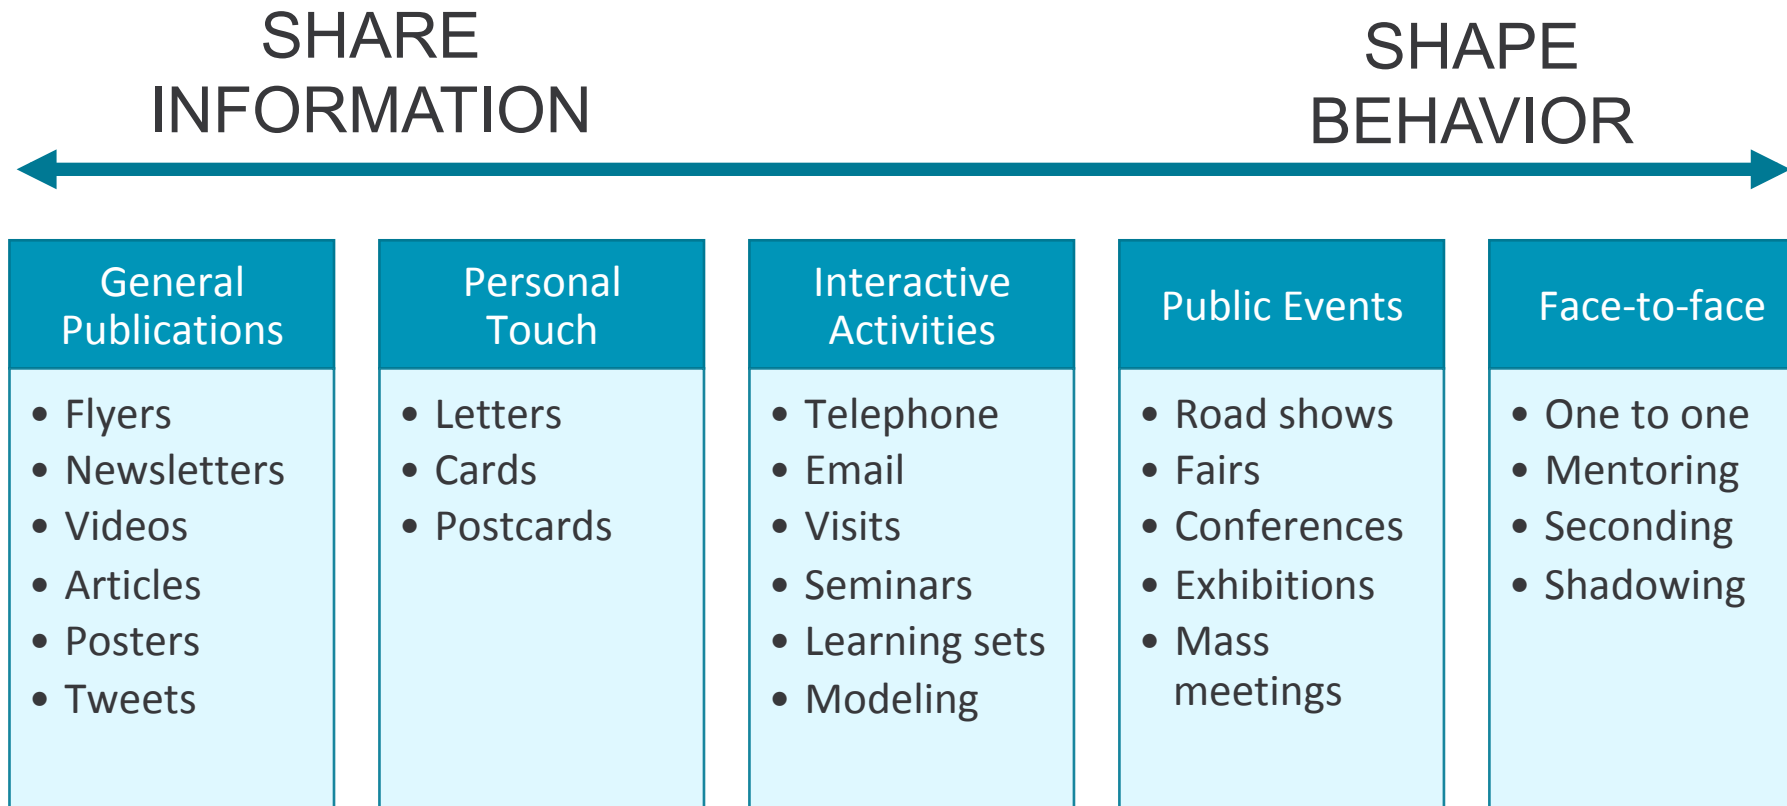 SHARE
INFORMATION
SHAPE
BEHAVIOR
General
Publications
• Flyers
• Newsletters
• Videos
• Articles
• Posters
• Tweets
Personal
Touch
• Letters
• Cards
• Postcards
Interactive
Activities
• Telephone
• Email
• Visits
• Seminars
• Learning sets
• Modeling
Public Events
• Road shows
• Fairs
• Conferences
• Exhibitions
• Mass
meetings
Face-to-face
• One to one
• Mentoring
• Seconding
• Shadowing